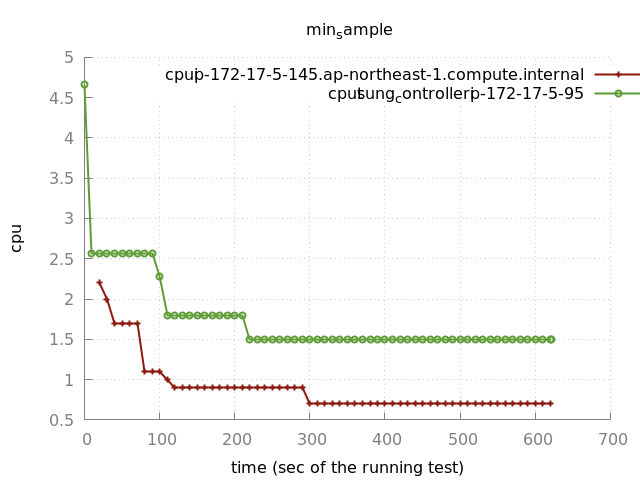 min_sample
cpu_ip-172-17-5-145.ap-northeast-1.compute.internal
cpu_tsung_controller_ip-172-17-5-95
5
4.5
4
3.5
3
2.5
2
1.5
1
0.5
cpu
0 100 200 300 400 500 600 700
time (sec of the running test)